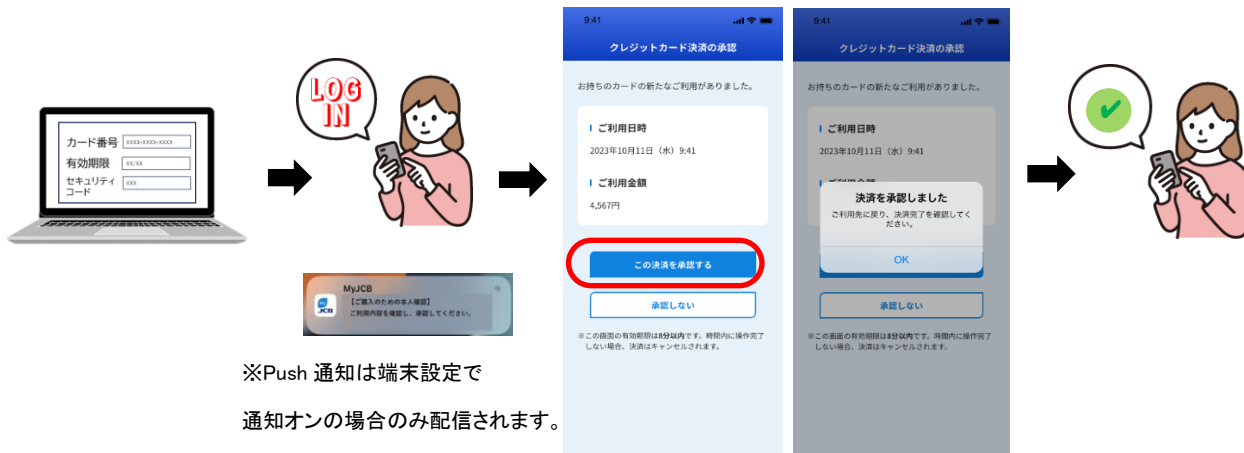 カード番号 xxxx-xxxx-xxxx
有効期限 xx/xx
セキュリティ
コード xxx
LOG
IN
MyJCB
【ご購入のための本人確認】
ご利用内容を確認し、承認してください。
※Push 通知は端末設定で
通知オンの場合のみ配信されます。
9:41
クレジットカード決済の承認
お持ちのカードの新たなご利用がありました。
ご利用日時
2023年10月11日（水）9:41
ご利用金額
4,567円
この決済を承認する
承認しない
※この画面の有効期限は8分以内です。時間内に操作完了
しない場合、決済はキャンセルされます。
9:41
クレジットカード決済の承認
お持ちのカードの新たなご利用がありました。
ご利用日時
2023年10月11日（水）9:41
ご利用金額
決済を承認しました
ご利用先に戻り、決済完了を確認してく
ださい。
OK
承認しない
※この画面の有効期限は8分以内です。時間内に操作完了
しない場合、決済はキャンセルされます。